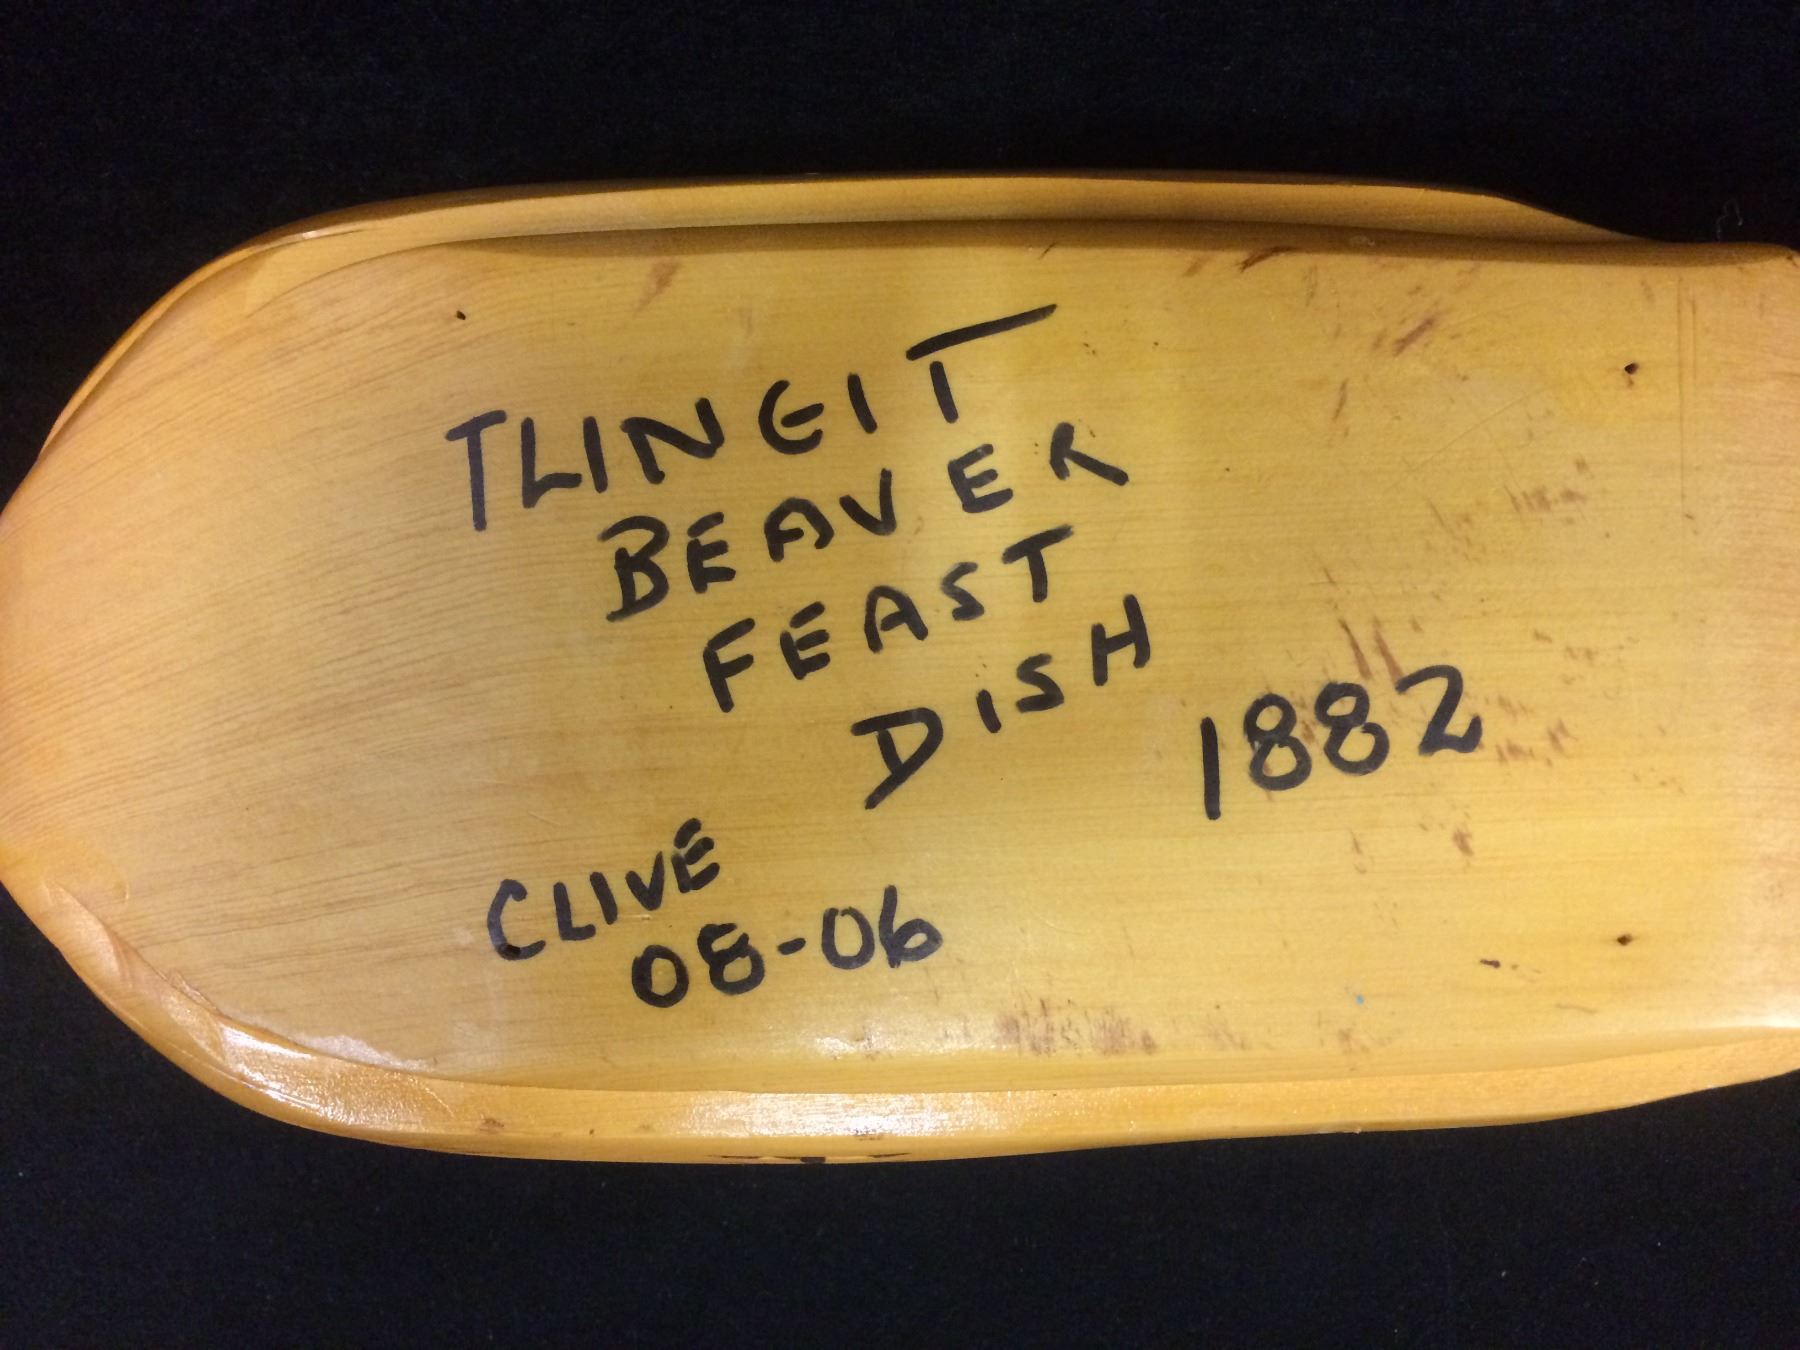 TLINGIT
BEAVER
FEAST
DISH 1882
CLIVE
08-06